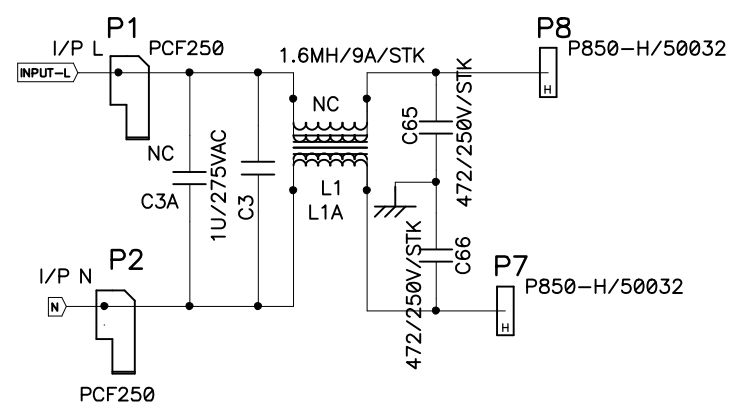 P1
P8
I/P L
PCF250
P850-H/50032
1.6MH/9A/STK
INPUT-L
H
NC
C65
472/250V/STK
NC
1U/275VAC
C3A
C3
L1
L1A
472/250V/STK
C66
P2
I/P N
P7
P850-H/50032
N
H
PCF250